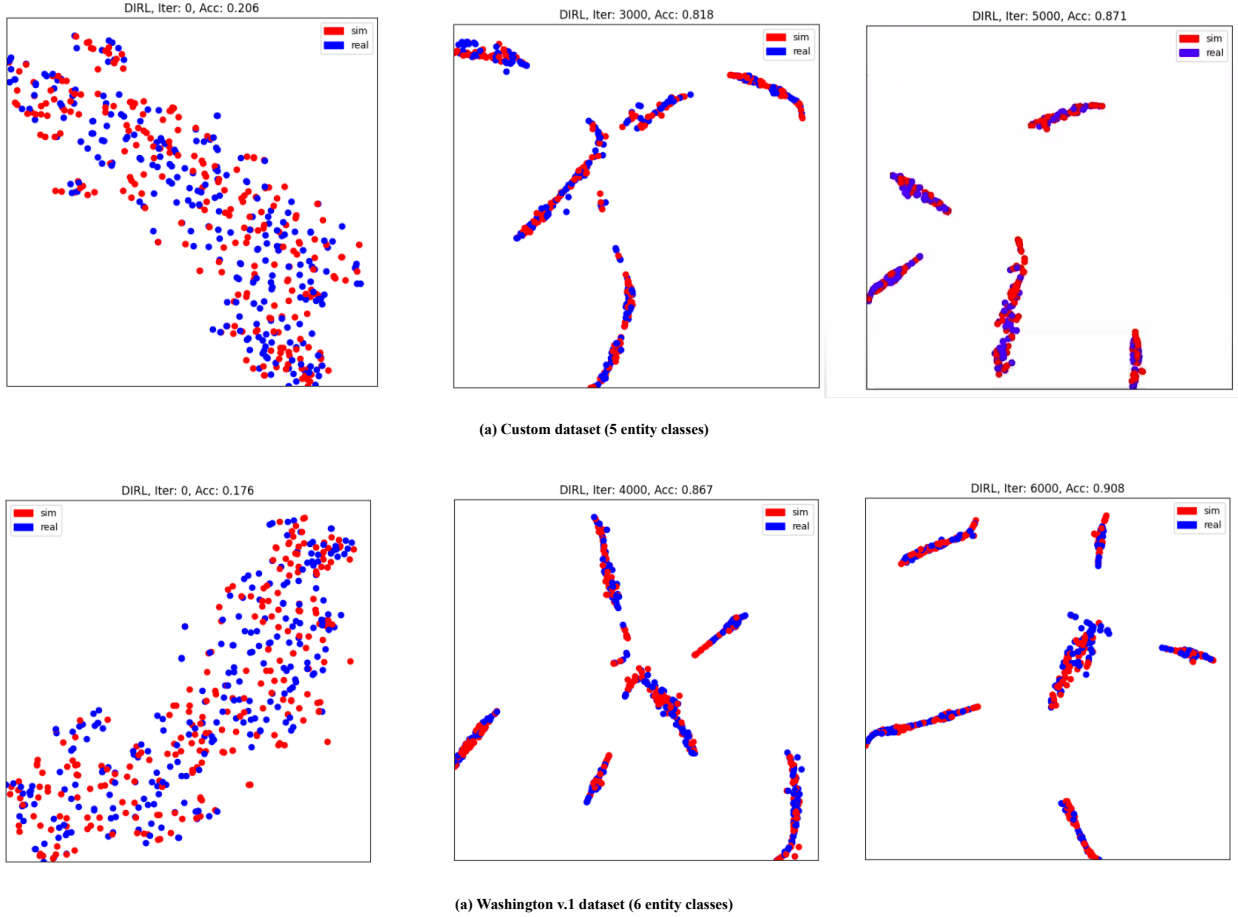 DIRL, Iter: 0, Acc: 0.206
sim
real
DIRL, Iter: 3000, Acc: 0.818
sim
real
DIRL, Iter: 5000, Acc: 0.871
sim
real
(a) Custom dataset (5 entity classes)
DIRL, Iter: 0, Acc: 0.176
sim
real
DIRL, Iter: 4000, Acc: 0.867
sim
real
DIRL, Iter: 6000, Acc: 0.908
sim
real
(a) Washington v.1 dataset (6 entity classes)